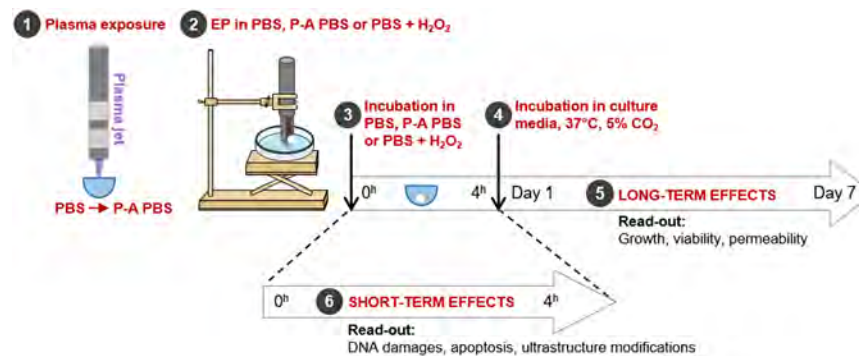 1 Plasma exposure
2 EP in PBS, P-A PBS or PBS + H₂O₂
Plasma jet
PBS → P-A PBS
3 Incubation in
PBS, P-A PBS
or PBS + H₂O₂
4 Incubation in culture
media, 37°C, 5% CO₂
0ʰ 4ʰ Day 1 5 LONG-TERM EFFECTS Day 7
Read-out:
Growth, viability, permeability
0ʰ 6 SHORT-TERM EFFECTS 4ʰ
Read-out:
DNA damages, apoptosis, ultrastructure modifications